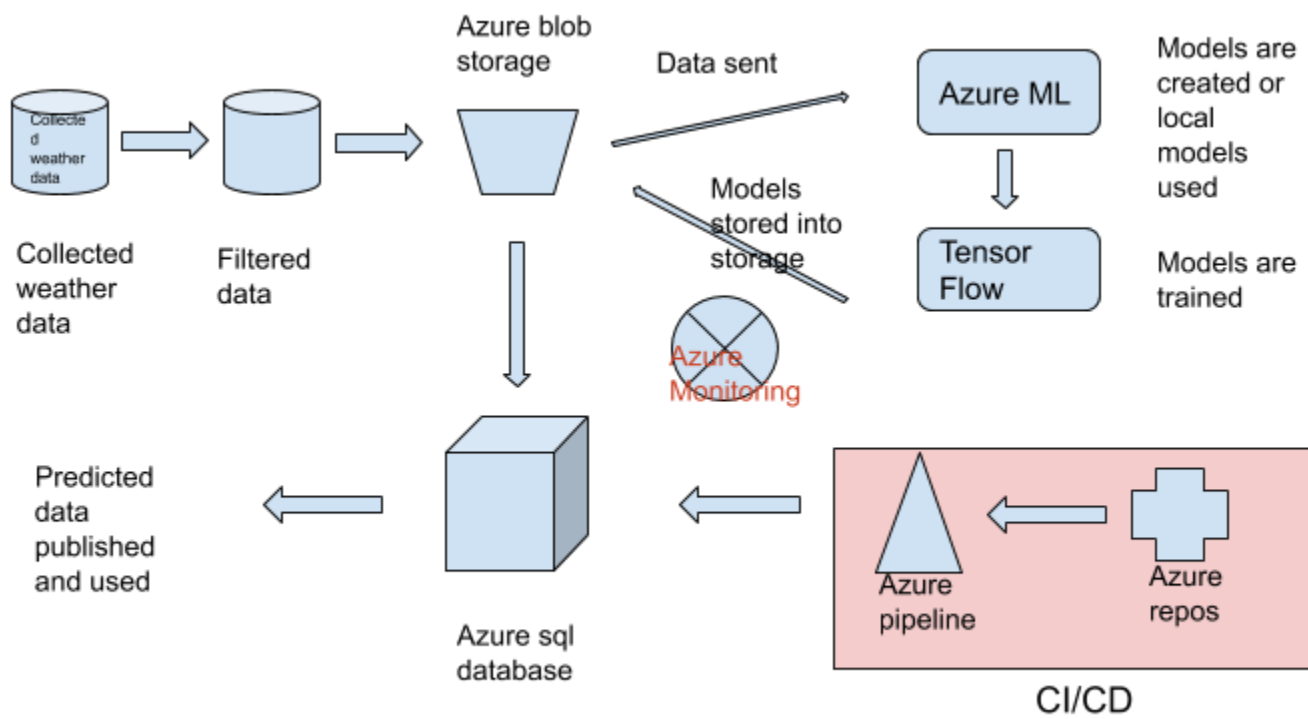 Collecte
d
weather
data
Collected
weather
data
Filtered
data
Azure blob
storage
Data sent
Azure ML
Models are
created or
local
models
used
Models
stored into
storage
Tensor
Flow
Models are
trained
Azure
Monitoring
Predicted
data
published
and used
Azure sql
database
Azure
pipeline
Azure
repos
CI/CD